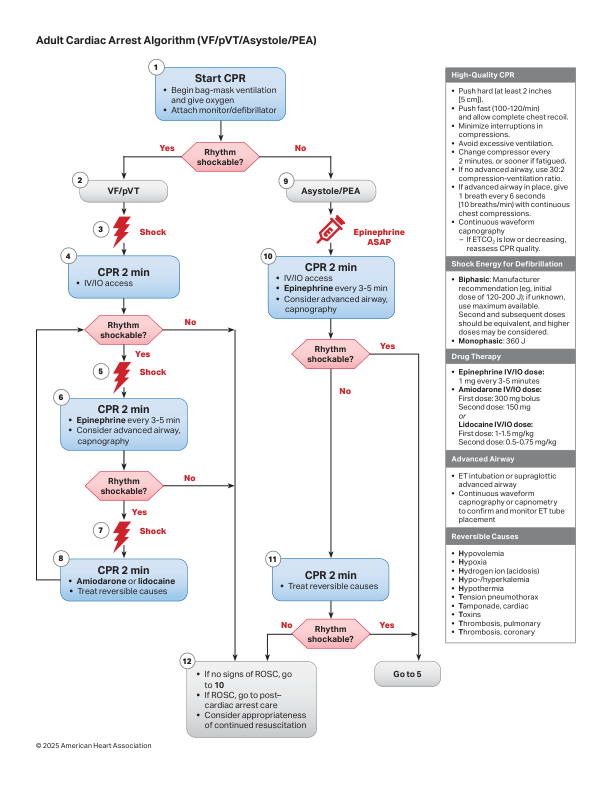 Adult Cardiac Arrest Algorithm (VF/pVT/Asystole/PEA)
1
Start CPR
• Begin bag-mask ventilation
and give oxygen
• Attach monitor/defibrillator
Yes
Rhythm
shockable?
No
2
VF/pVT
9
Asystole/PEA
3
Shock
Epinephrine
ASAP
4
CPR 2 min
• IV/IO access
10
CPR 2 min
• IV/IO access
• Epinephrine every 3-5 min
• Consider advanced airway,
capnography
Rhythm
shockable?
No
Yes
Rhythm
shockable?
Yes
No
5
Shock
6
CPR 2 min
• Epinephrine every 3-5 min
• Consider advanced airway,
capnography
Rhythm
shockable?
No
Yes
7
Shock
8
CPR 2 min
• Amiodarone or lidocaine
• Treat reversible causes
11
CPR 2 min
• Treat reversible causes
No
Rhythm
shockable?
Yes
12
• If no signs of ROSC, go
to 10
• If ROSC, go to post–
cardiac arrest care
• Consider appropriateness
of continued resuscitation
Go to 5
High-Quality CPR
• Push hard (at least 2 inches
[5 cm]).
• Push fast (100-120/min)
and allow complete chest recoil.
• Minimize interruptions in
compressions.
• Avoid excessive ventilation.
• Change compressor every
2 minutes, or sooner if fatigued.
• If no advanced airway, use 30:2
compression-ventilation ratio.
• If advanced airway in place, give
1 breath every 6 seconds
(10 breaths/min) with continuous
chest compressions.
• Continuous waveform
capnography
– If ETCO₂ is low or decreasing,
reassess CPR quality.
Shock Energy for Defibrillation
• Biphasic: Manufacturer
recommendation (eg, initial
dose of 120-200 J); if unknown,
use maximum available.
Second and subsequent doses
should be equivalent, and higher
doses may be considered.
• Monophasic: 360 J
Drug Therapy
• Epinephrine IV/IO dose:
1 mg every 3-5 minutes
• Amiodarone IV/IO dose:
First dose: 300 mg bolus
Second dose: 150 mg
or
Lidocaine IV/IO dose:
First dose: 1-1.5 mg/kg
Second dose: 0.5-0.75 mg/kg
Advanced Airway
• ET intubation or supraglottic
advanced airway
• Continuous waveform
capnography or capnometry
to confirm and monitor ET tube
placement
Reversible Causes
• Hypovolemia
• Hypoxia
• Hydrogen ion (acidosis)
• Hypo-/hyperkalemia
• Hypothermia
• Tension pneumothorax
• Tamponade, cardiac
• Toxins
• Thrombosis, pulmonary
• Thrombosis, coronary
© 2025 American Heart Association